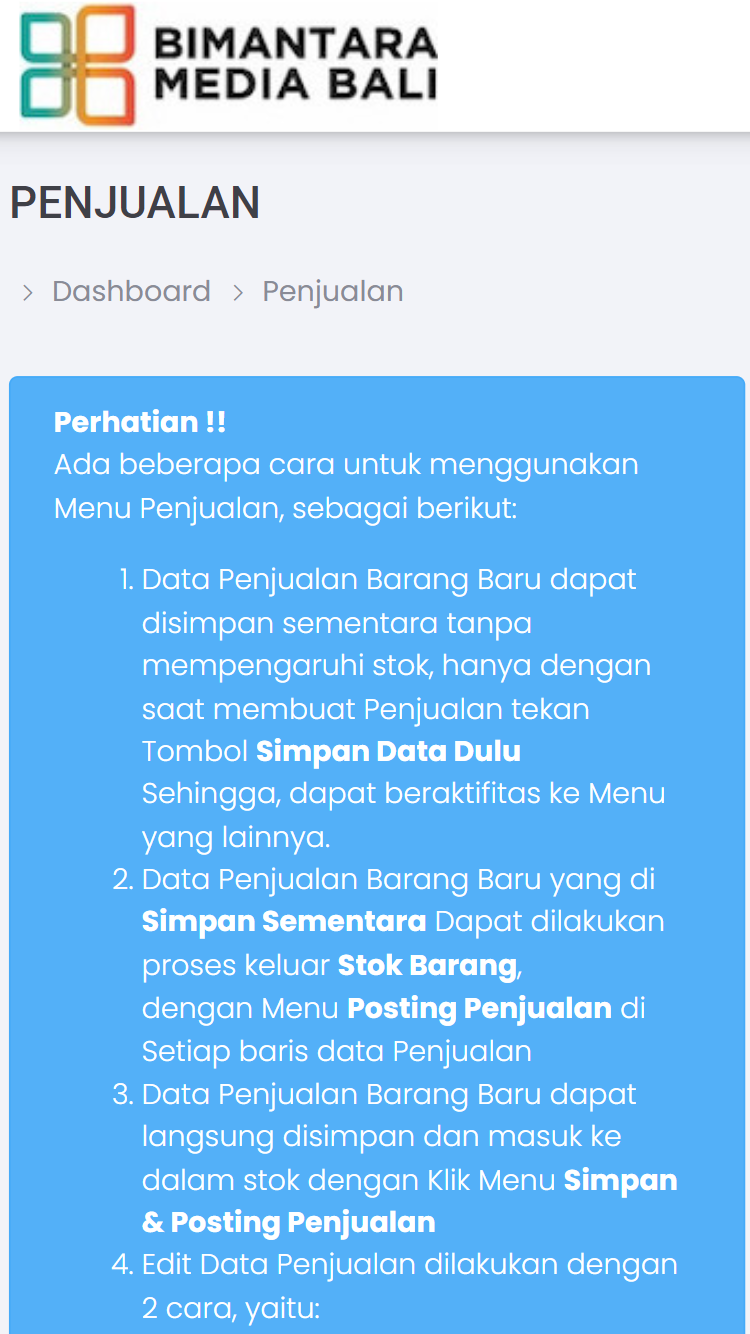 BIMANTARA
MEDIA BALI
PENJUALAN
> Dashboard > Penjualan
Perhatian !!
Ada beberapa cara untuk menggunakan
Menu Penjualan, sebagai berikut:
1. Data Penjualan Barang Baru dapat
disimpan sementara tanpa
mempengaruhi stok, hanya dengan
saat membuat Penjualan tekan
Tombol Simpan Data Dulu
Sehingga, dapat beraktifitas ke Menu
yang lainnya.
2. Data Penjualan Barang Baru yang di
Simpan Sementara Dapat dilakukan
proses keluar Stok Barang,
dengan Menu Posting Penjualan di
Setiap baris data Penjualan
3. Data Penjualan Barang Baru dapat
langsung disimpan dan masuk ke
dalam stok dengan Klik Menu Simpan
& Posting Penjualan
4. Edit Data Penjualan dilakukan dengan
2 cara, yaitu: